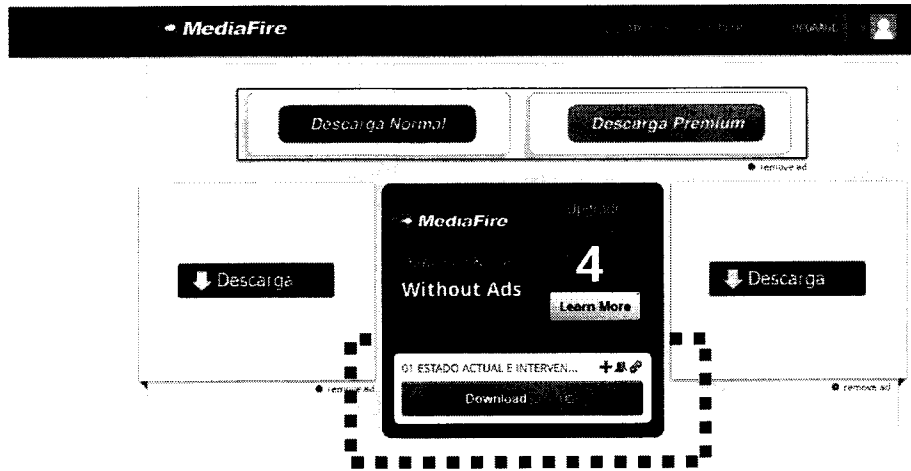 MediaFire
Descarga Normal
Descarga Premium
remove ad
MediaFire
Upgrade
4
Without Ads
Learn More
Descarga
Descarga
01 ESTADO ACTUAL E INTERVEN...
Download
remove ad
remove ad